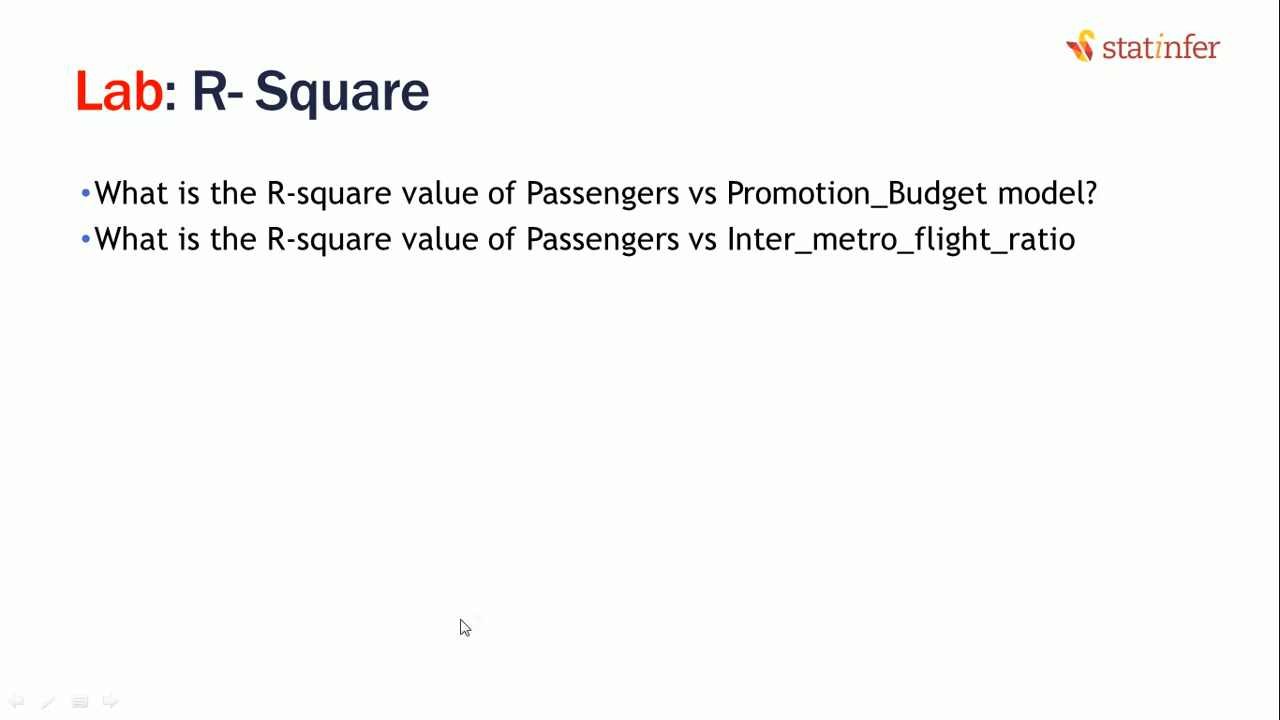 statinfer
Lab: R- Square
•What is the R-square value of Passengers vs Promotion_Budget model?
•What is the R-square value of Passengers vs Inter_metro_flight_ratio